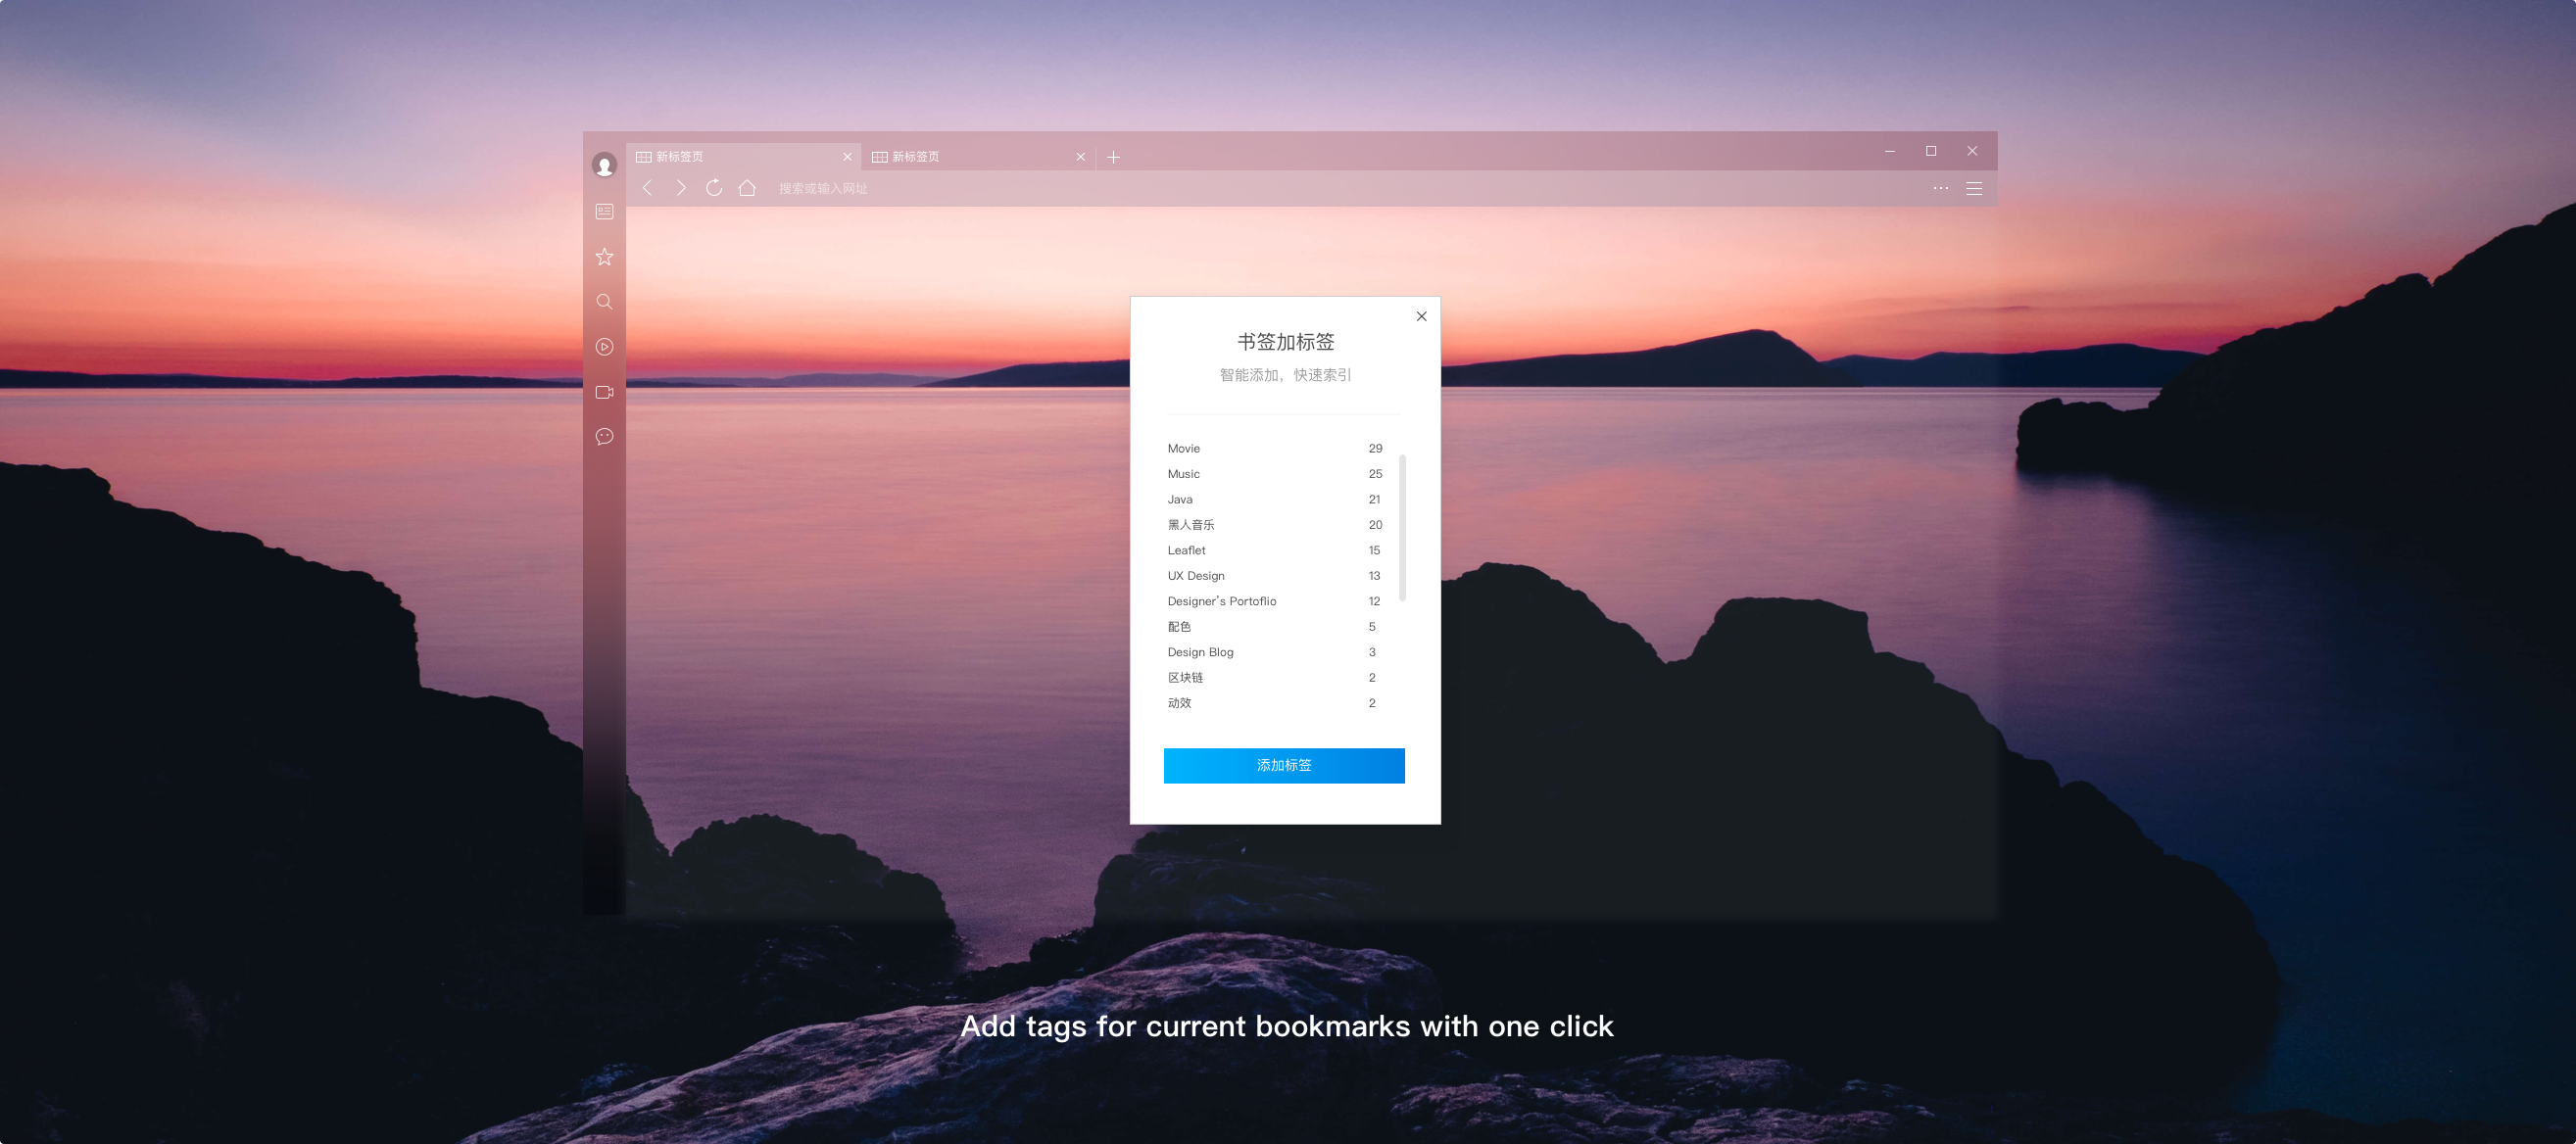 新标签页
新标签页
搜索或输入网址
书签加标签
智能添加，快速索引
Movie 29
Music 25
Java 21
黑人音乐 20
Leaflet 15
UX Design 13
Designer's Portoflio 12
配色 5
Design Blog 3
区块链 2
动效 2
添加标签
Add tags for current bookmarks with one click